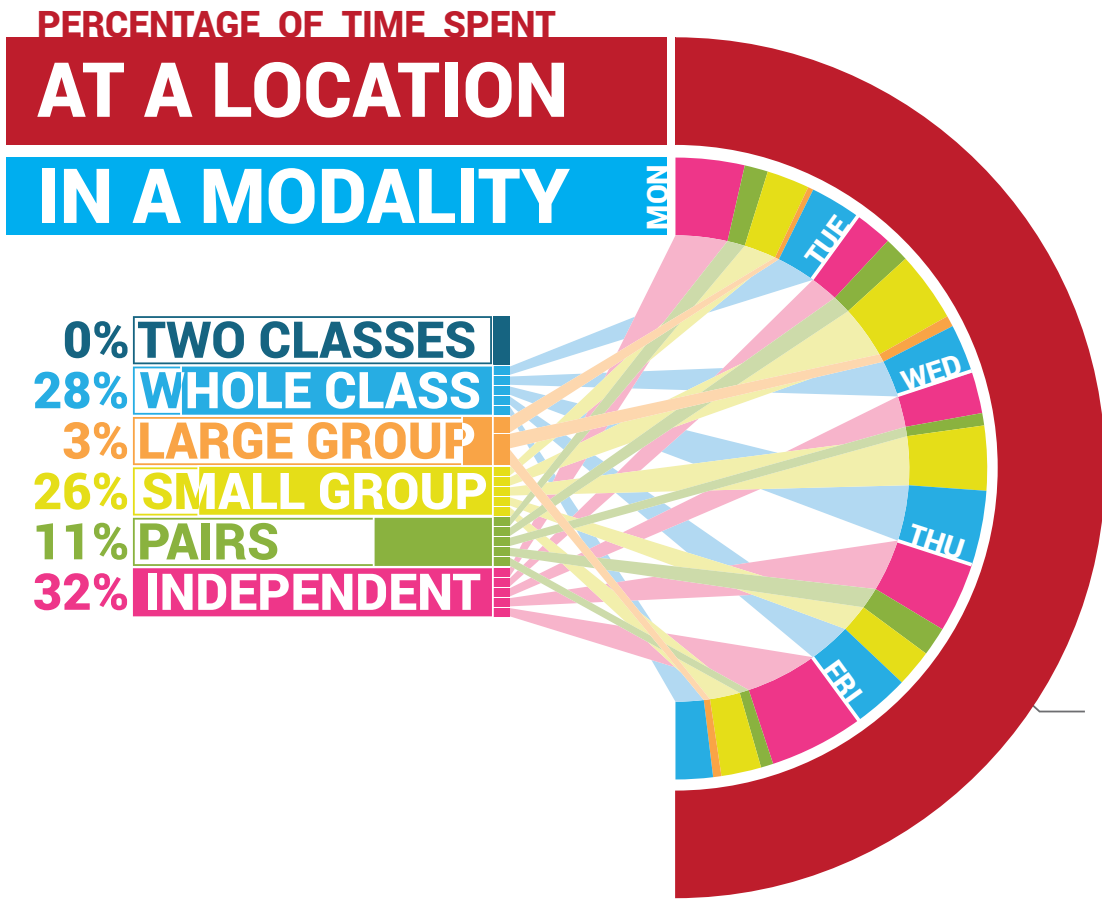 PERCENTAGE OF TIME SPENT
AT A LOCATION
IN A MODALITY
MON
TUE
WED
THU
FRI
0% TWO CLASSES
28% WHOLE CLASS
3% LARGE GROUP
26% SMALL GROUP
11% PAIRS
32% INDEPENDENT